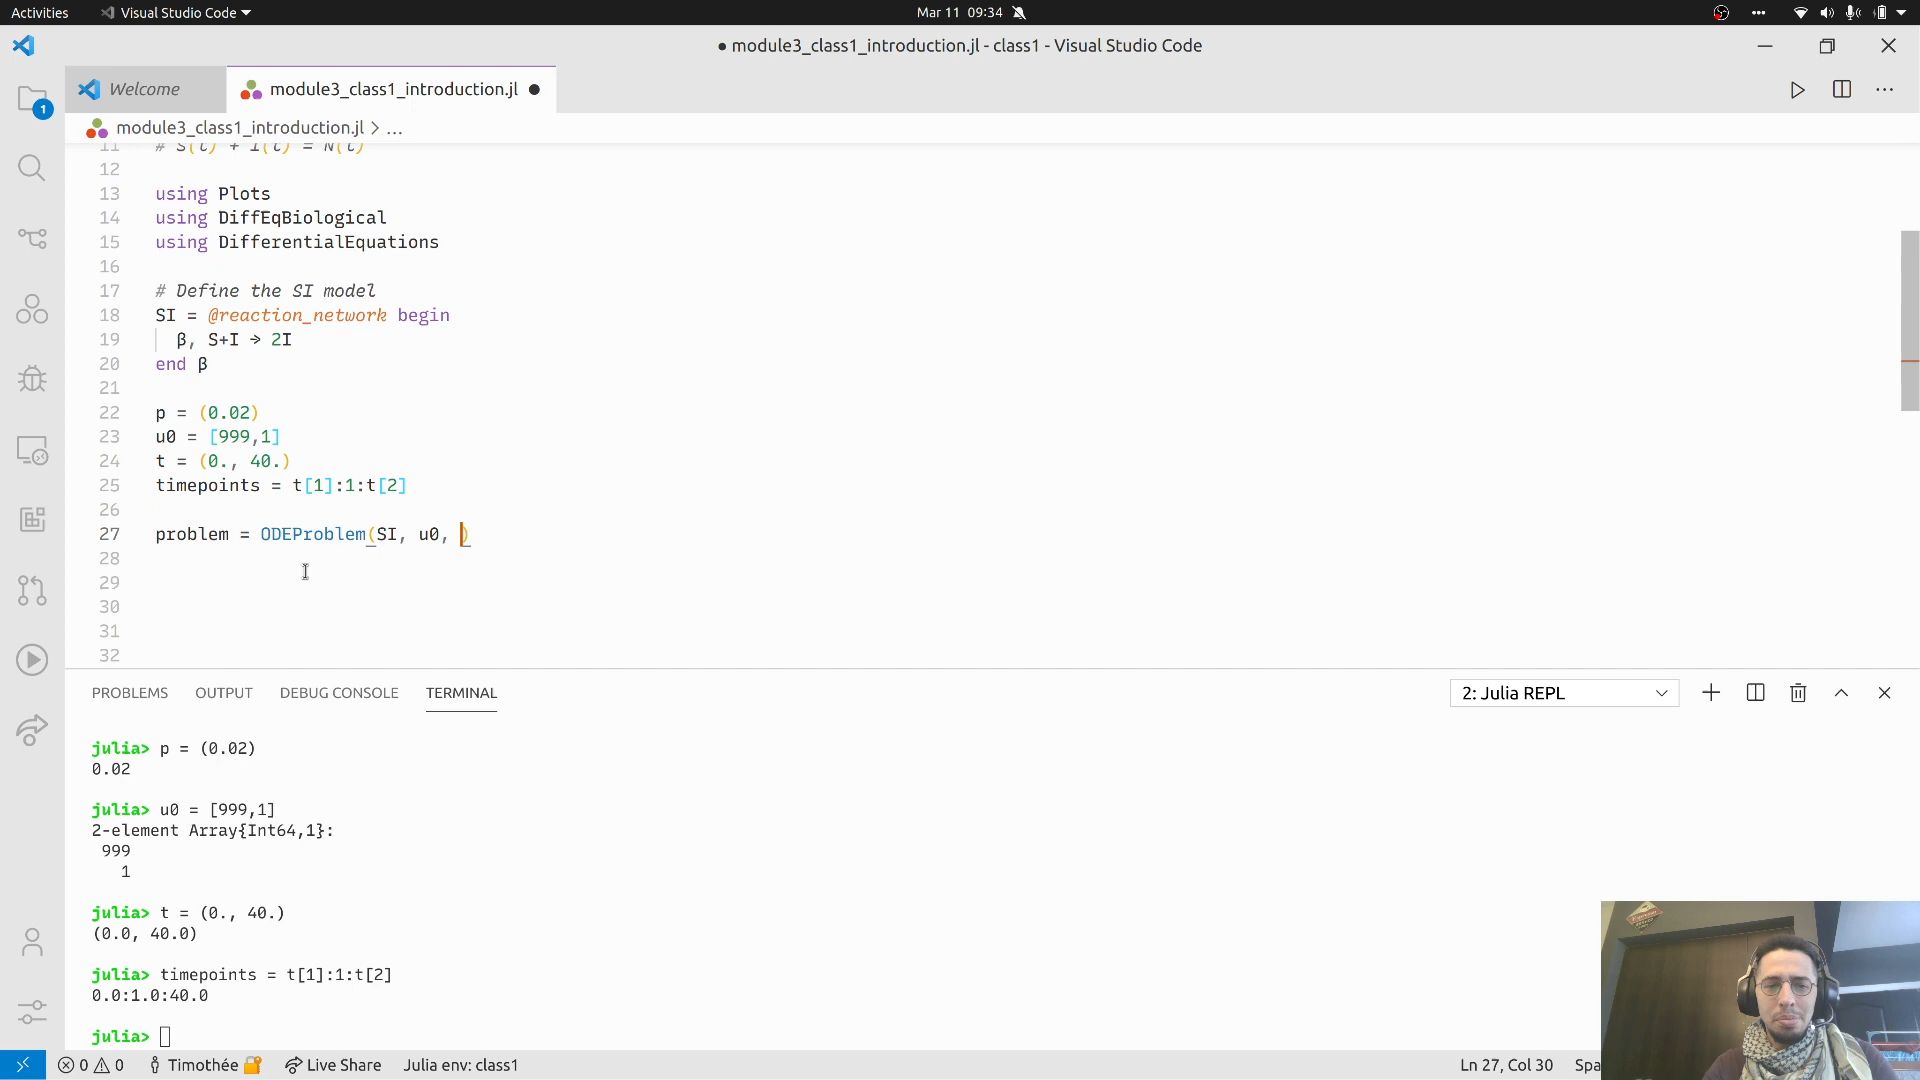 Activities Visual Studio Code Mar 11 09:34
● module3_class1_introduction.jl - class1 - Visual Studio Code
Welcome module3_class1_introduction.jl ●
module3_class1_introduction.jl > ...
11 # S(t) + I(t) = N(t)
12
13 using Plots
14 using DiffEqBiological
15 using DifferentialEquations
16
17 # Define the SI model
18 SI = @reaction_network begin
19 β, S+I → 2I
20 end β
21
22 p = (0.02)
23 u0 = [999,1]
24 t = (0., 40.)
25 timepoints = t[1]:1:t[2]
26
27 problem = ODEProblem(SI, u0, )
28
29
30
31
32
1
PROBLEMS OUTPUT DEBUG CONSOLE TERMINAL 2: Julia REPL
julia> p = (0.02)
0.02
julia> u0 = [999,1]
2-element Array{Int64,1}:
999
1
julia> t = (0., 40.)
(0.0, 40.0)
julia> timepoints = t[1]:1:t[2]
0.0:1.0:40.0
julia>
0 0 Timothée Live Share Julia env: class1 Ln 27, Col 30 Spa